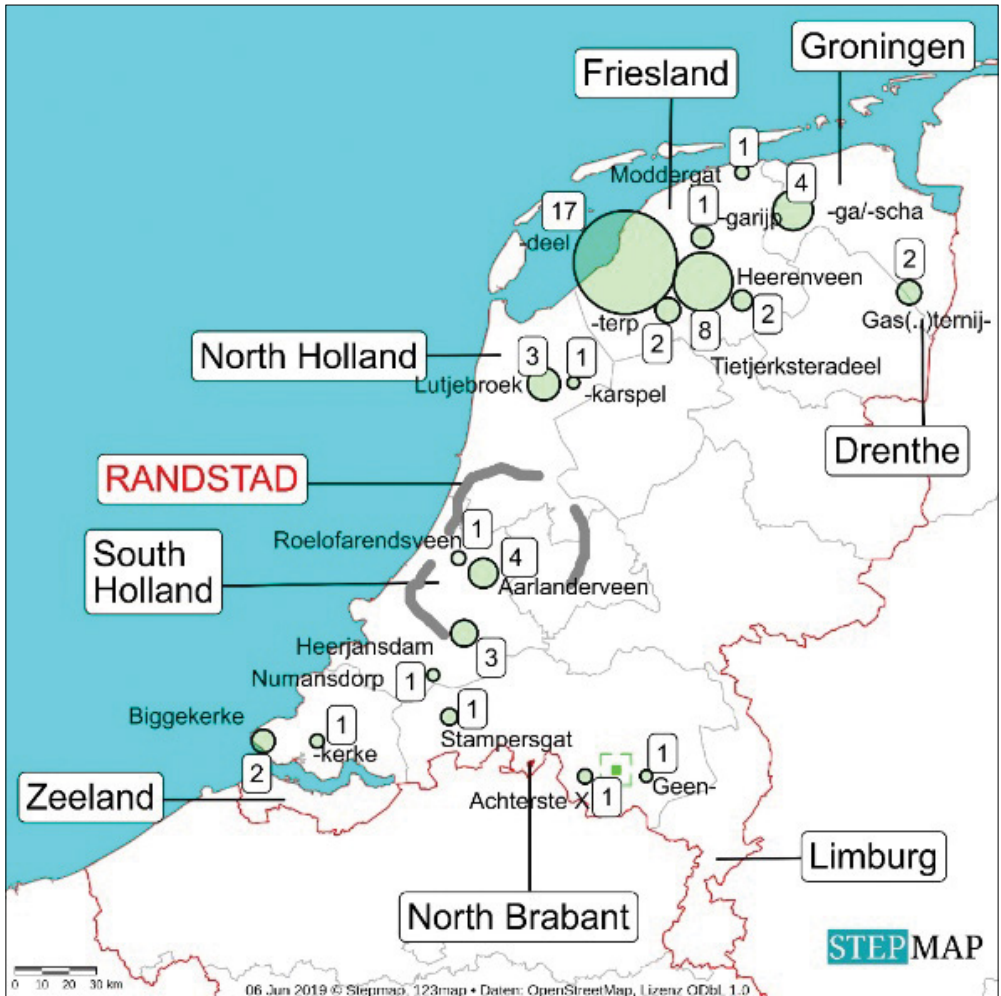 Groningen
Friesland
1
Moddergat
4
17
1
-garijp
-ga/-scha
-deel
2
Heerenveen
-terp
2
8
2
Gas(..)ternij-
North Holland
3
1
Tietjerksteradeel
Lutjebroek
-karspel
Drenthe
RANDSTAD
1
Roelofarendsveen
4
South
Holland
Aarlanderveen
Heerjansdam
3
Numansdorp
1
Biggekerke
1
1
Stampersgat
-kerke
2
1
Zeeland
Achterste X
1
Geen-
Limburg
North Brabant
STEPMAP
0 10 20 30 km
06 Jun 2019 © Stepmap, 123map • Daten: OpenStreetMap, Lizenz ODbL 1.0